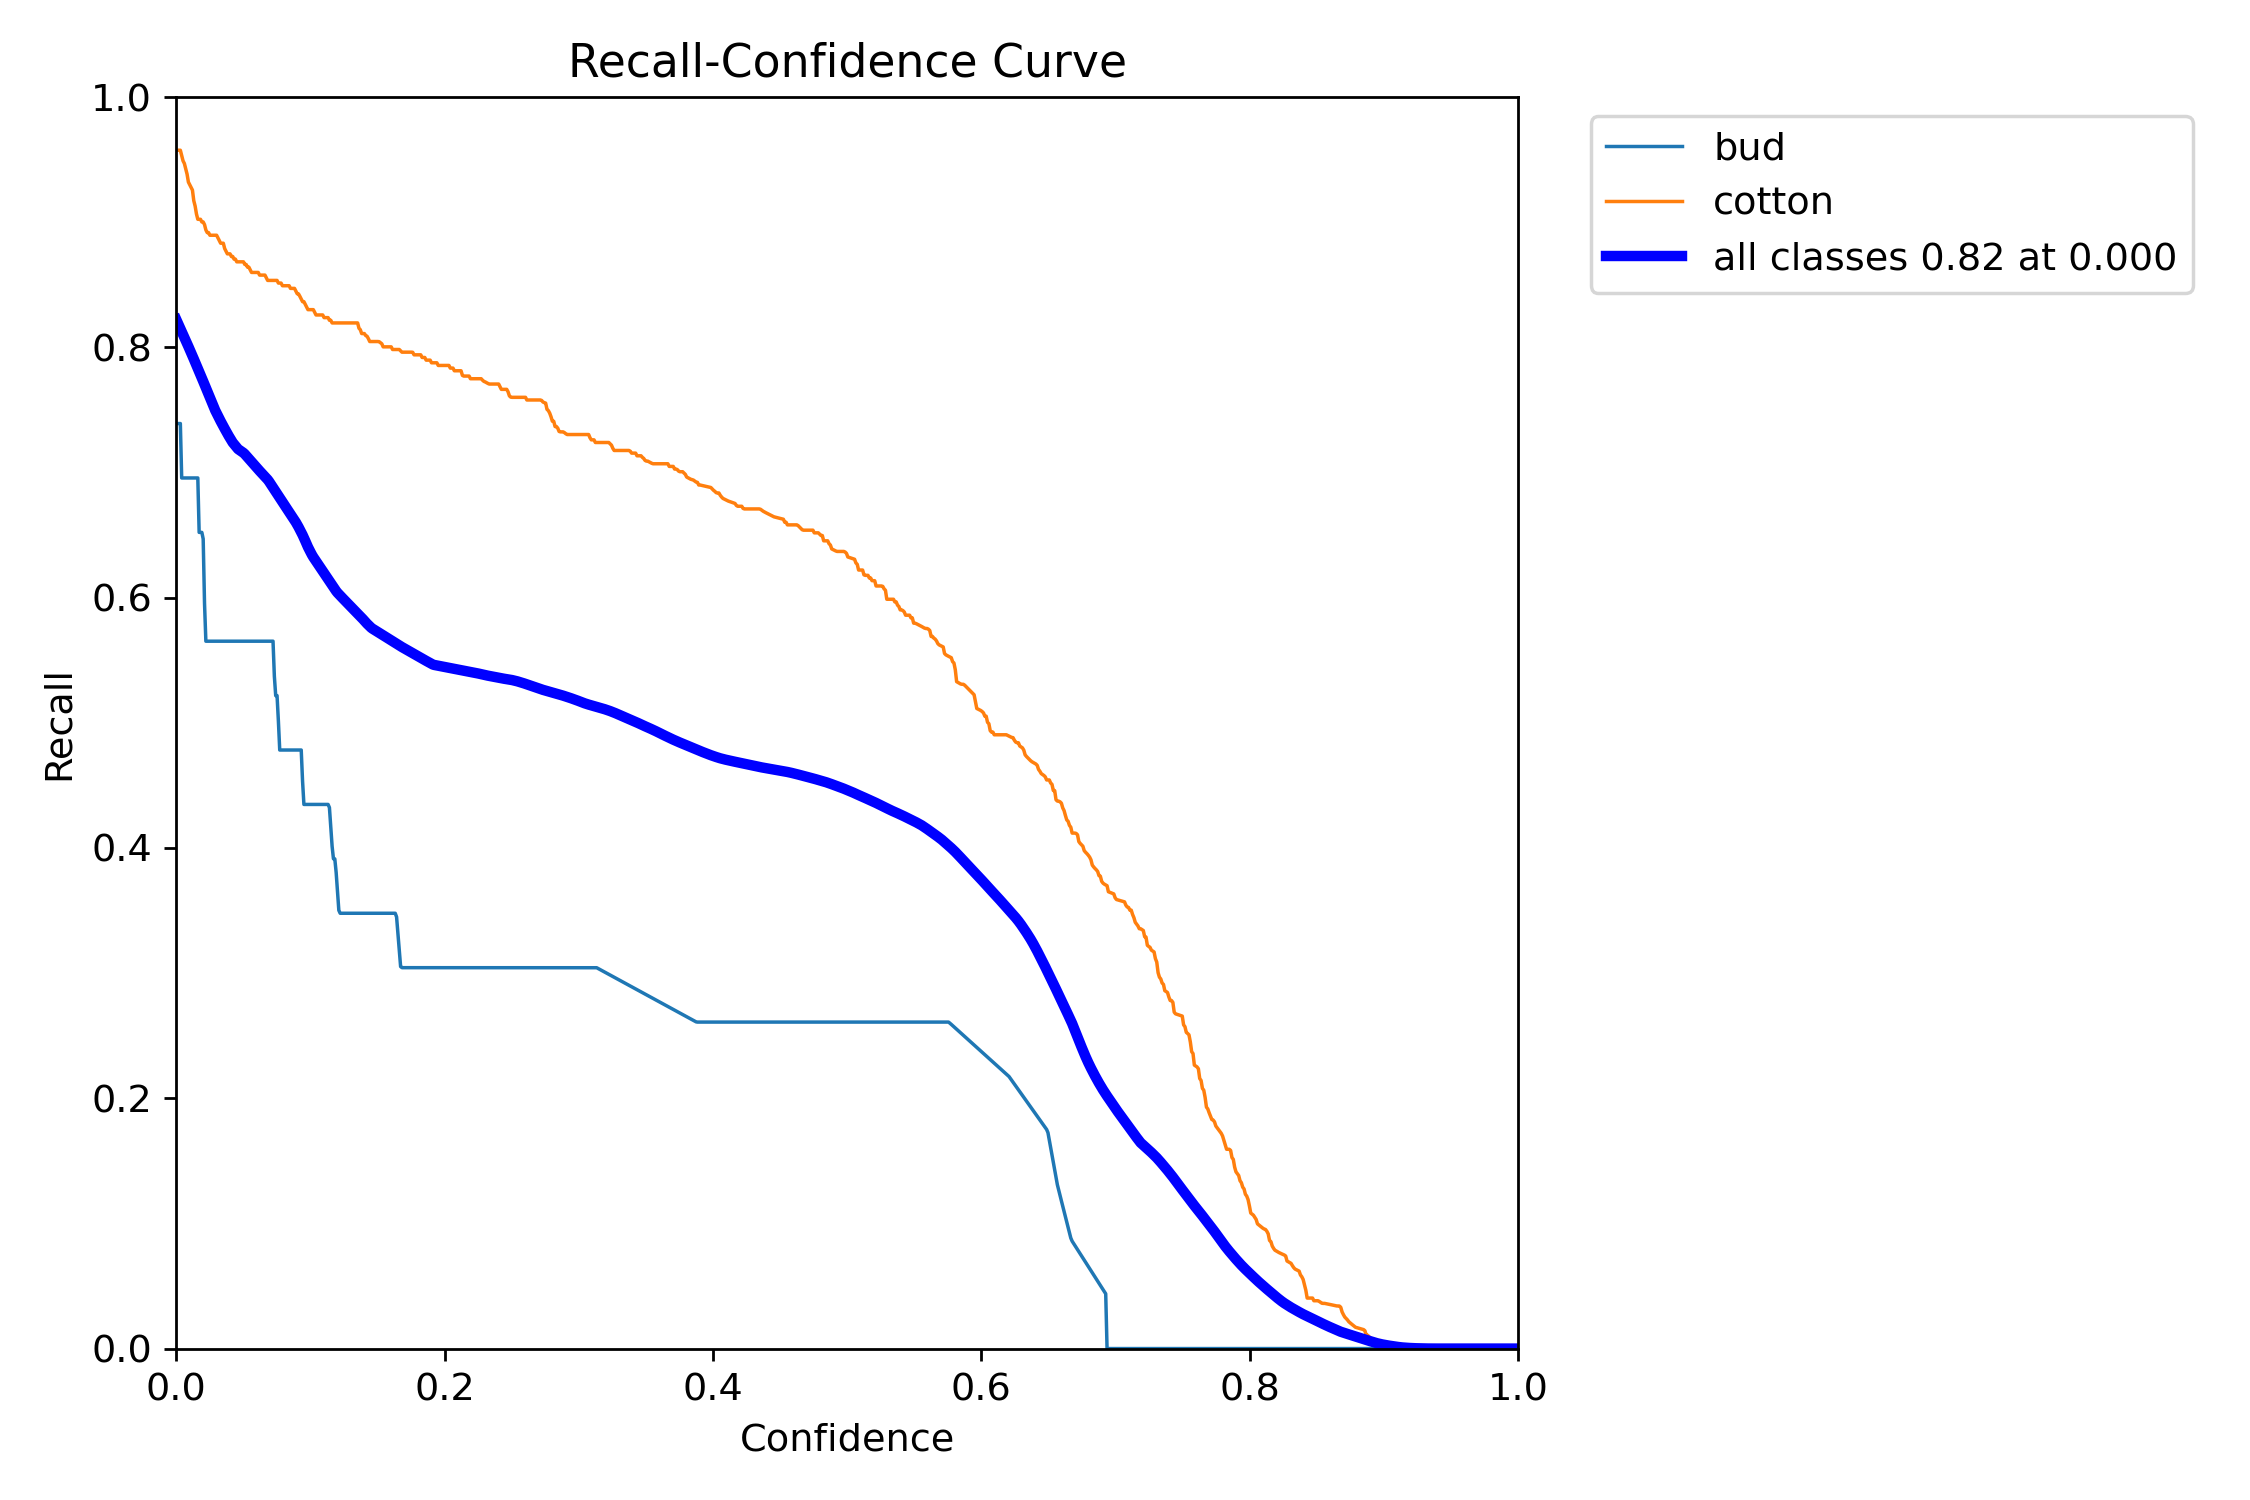 Recall-Confidence Curve
1.0
0.8
0.6
0.4
0.2
0.0
Recall
0.0 0.2 0.4 0.6 0.8 1.0
Confidence
bud
cotton
all classes 0.82 at 0.000